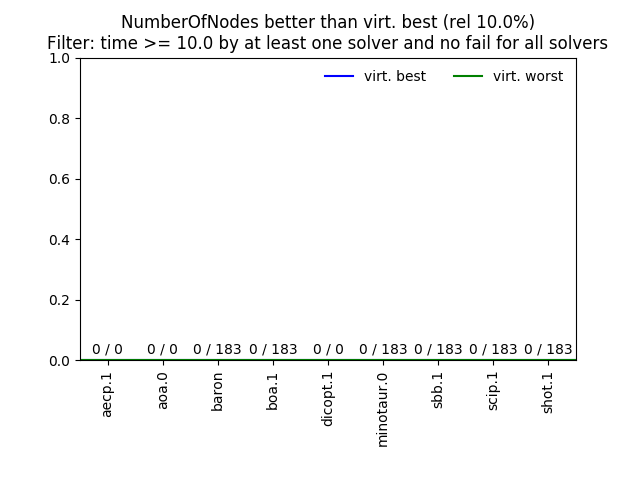 NumberOfNodes better than virt. best (rel 10.0%)
Filter: time >= 10.0 by at least one solver and no fail for all solvers
virt. best
virt. worst
1.0
0.8
0.6
0.4
0.2
0.0
0 / 0
0 / 0
0 / 183
0 / 183
0 / 0
0 / 183
0 / 183
0 / 183
0 / 183
aecp.1
aoa.0
baron
boa.1
dicopt.1
minotaur.0
sbb.1
scip.1
shot.1